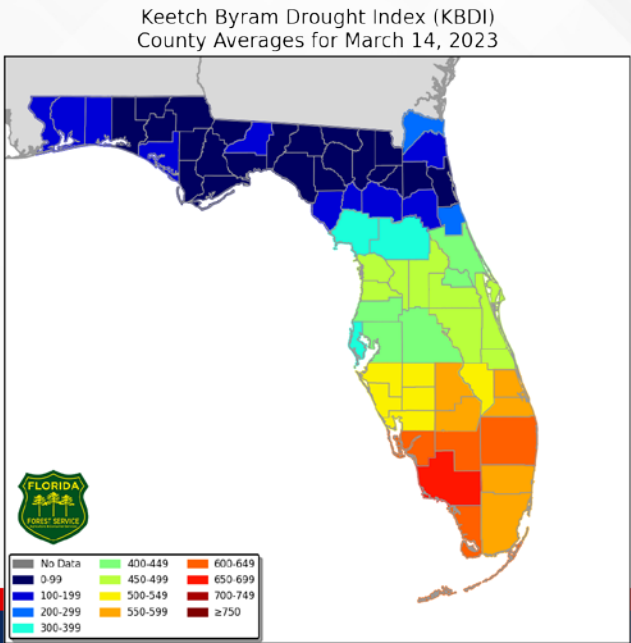 Keetch Byram Drought Index (KBDI)
County Averages for March 14, 2023
FLORIDA
FOREST SERVICE
No Data
0-99
100-199
200-299
300-399
400-449
450-499
500-549
550-599
600-649
650-699
700-749
≥750